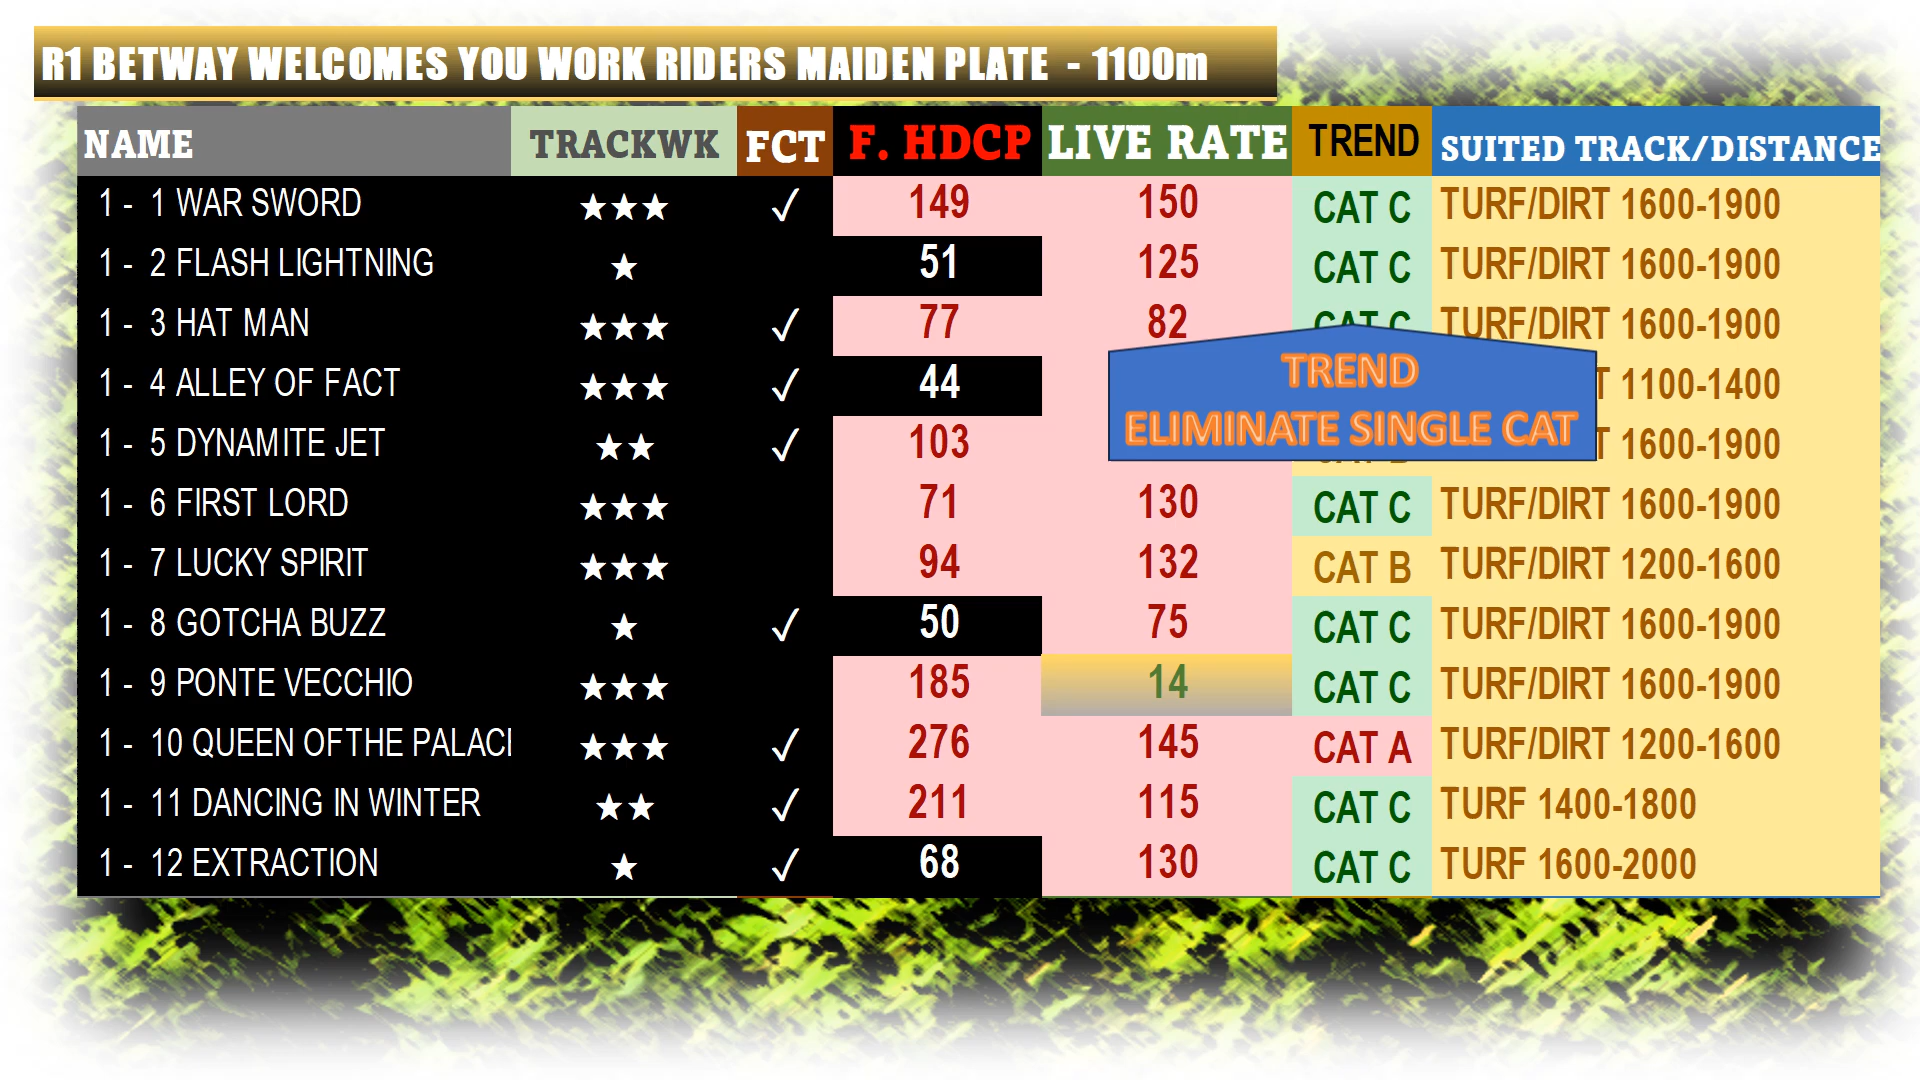 R1 BETWAY WELCOMES YOU WORK RIDERS MAIDEN PLATE - 1100m
NAME TRACKWK FCT F. HDCP LIVE RATE TREND SUITED TRACK/DISTANCE
1 - 1 WAR SWORD ★★★ ✓ 149 150 CAT C TURF/DIRT 1600-1900
1 - 2 FLASH LIGHTNING ★ 51 125 CAT C TURF/DIRT 1600-1900
1 - 3 HAT MAN ★★★ ✓ 77 82 CAT C TURF/DIRT 1600-1900
1 - 4 ALLEY OF FACT ★★★ ✓ 44 1100-1400
1 - 5 DYNAMITE JET ★★ ✓ 103 1600-1900
TREND
ELIMINATE SINGLE CAT
1 - 6 FIRST LORD ★★★ 71 130 CAT C TURF/DIRT 1600-1900
1 - 7 LUCKY SPIRIT ★★★ 94 132 CAT B TURF/DIRT 1200-1600
1 - 8 GOTCHA BUZZ ★ ✓ 50 75 CAT C TURF/DIRT 1600-1900
1 - 9 PONTE VECCHIO ★★★ 185 14 CAT C TURF/DIRT 1600-1900
1 - 10 QUEEN OFTHE PALACI ★★★ ✓ 276 145 CAT A TURF/DIRT 1200-1600
1 - 11 DANCING IN WINTER ★★ ✓ 211 115 CAT C TURF 1400-1800
1 - 12 EXTRACTION ★ ✓ 68 130 CAT C TURF 1600-2000